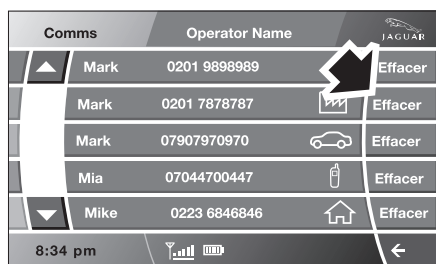 Comms Operator Name JAGUAR
Mark 0201 9898989 Effacer
Mark 0201 7878787 Effacer
Mark 07907970970 Effacer
Mia 07044700447 Effacer
Mike 0223 6846846 Effacer
8:34 pm